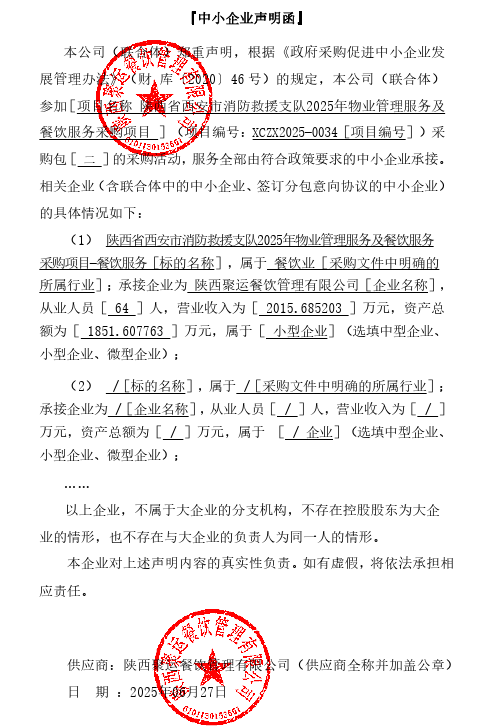 『中小企业声明函』
本公司（联合体）郑重声明，根据《政府采购促进中小企业发
展管理办法》（财 库〔2020〕46 号）的规定，本公司（联合体）
参加[项目名称 陕西省西安市消防救援支队2025年物业管理服务及
餐饮服务采购项目 ]（项目编号：XCZX2025-0034［项目编号］）采
购包［ 二 ］的采购活动，服务全部由符合政策要求的中小企业承接。
相关企业（含联合体中的中小企业、签订分包意向协议的中小企业）
的具体情况如下：
（1） 陕西省西安市消防救援支队2025年物业管理服务及餐饮服务
采购项目-餐饮服务［标的名称］，属于 餐饮业［采购文件中明确的
所属行业］；承接企业为 陕西聚运餐饮管理有限公司［企业名称］，
从业人员［ 64 ］人，营业收入为［ 2015.685203 ］万元，资产总
额为［ 1851.607763 ］万元，属于［ 小型企业］（选填中型企业、
小型企业、微型企业）；
（2） /［标的名称］，属于 /［采购文件中明确的所属行业］；
承接企业为 /［企业名称］，从业人员［ / ］人，营业收入为［ / ］
万元，资产总额为［ / ］万元，属于 ［ / 企业］（选填中型企业、
小型企业、微型企业）；
……
以上企业，不属于大企业的分支机构，不存在控股股东为大企
业的情形，也不存在与大企业的负责人为同一人的情形。
本企业对上述声明内容的真实性负责。如有虚假，将依法承担相
应责任。
供应商：陕西聚运餐饮管理有限公司（供应商全称并加盖公章）
日 期：2025年06月27日
陕西聚运餐饮管理有限公司